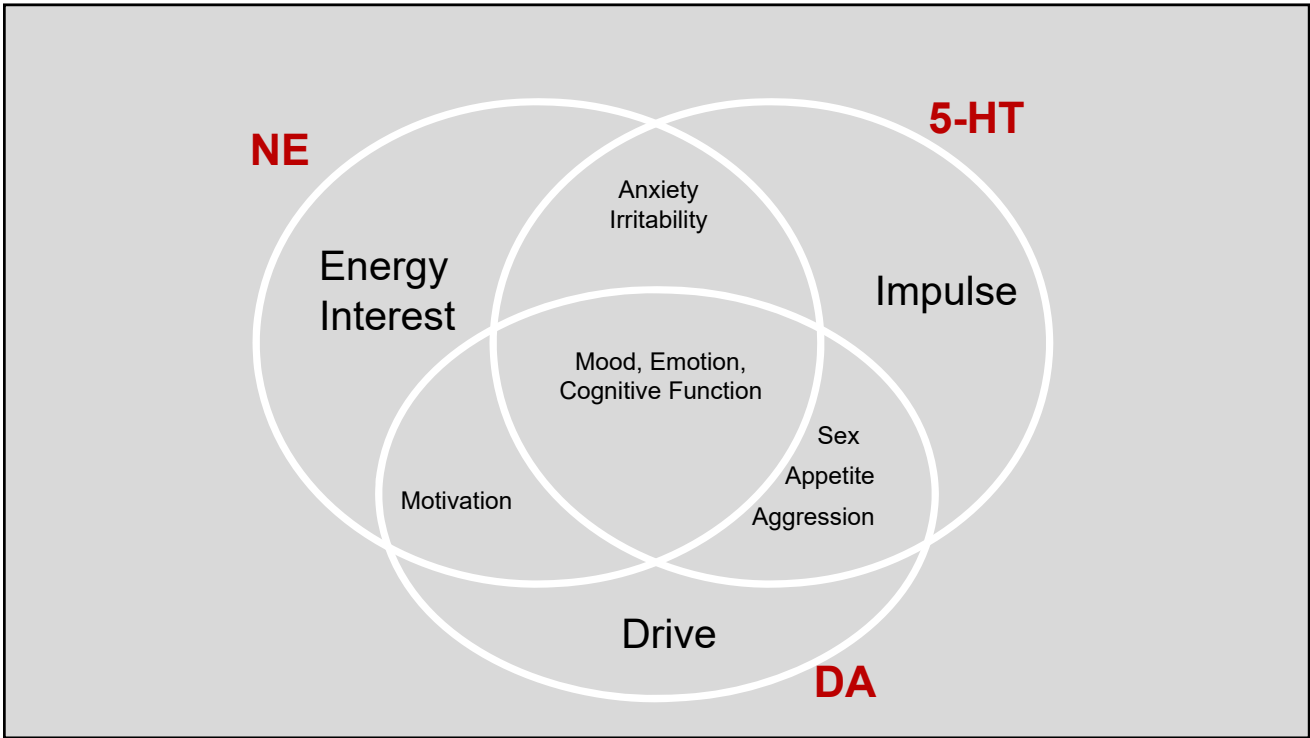 5-HT
NE
Anxiety
Irritability
Energy
Interest
Impulse
Mood, Emotion,
Cognitive Function
Sex
Appetite
Motivation
Aggression
Drive
DA